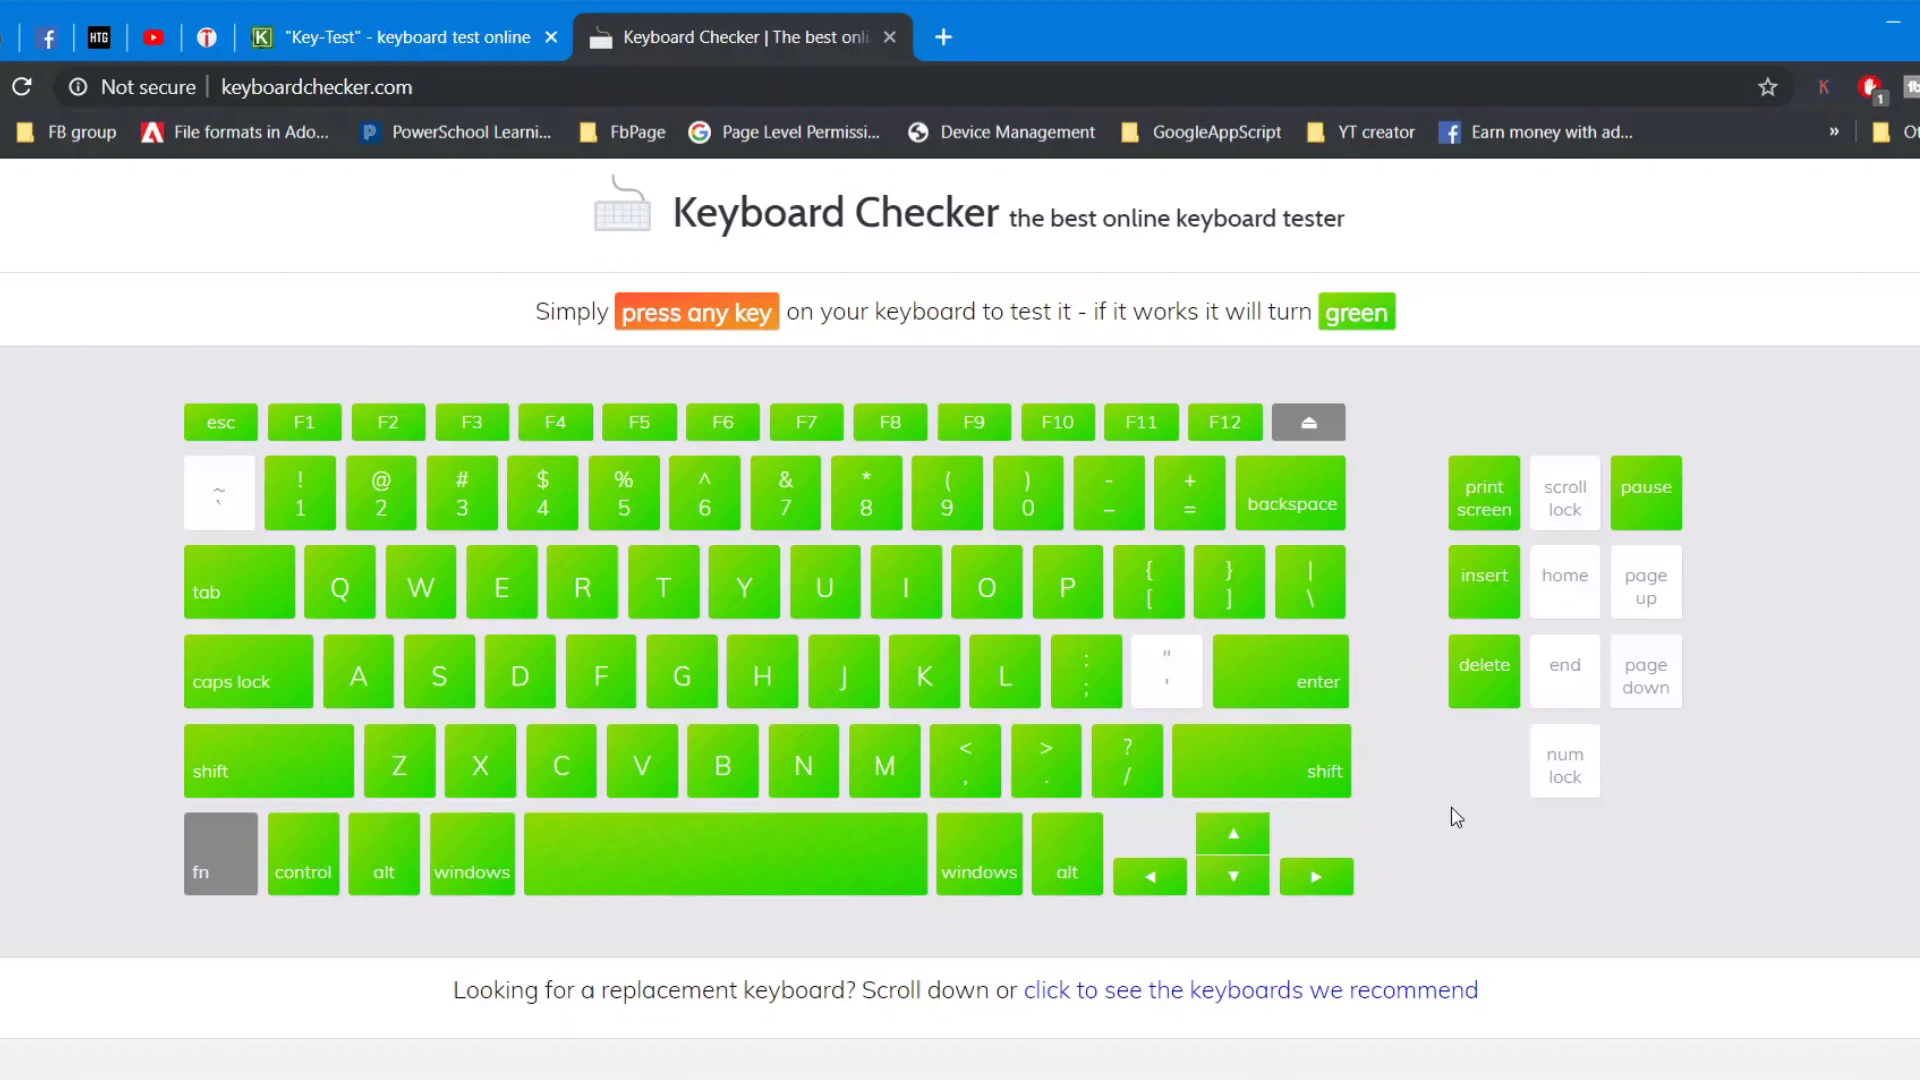 HTG
"Key-Test" - keyboard test online
Keyboard Checker | The best onli
Not secure
keyboardchecker.com
K
1
FB group
File formats in Ado...
PowerSchool Learni...
FbPage
Page Level Permissi...
Device Management
GoogleAppScript
YT creator
Earn money with ad...
»
Keyboard Checker the best online keyboard tester
Simply press any key on your keyboard to test it - if it works it will turn green
esc F1 F2 F3 F4 F5 F6 F7 F8 F9 F10 F11 F12 ⏏
~ ! @ # $ % ^ & * ( ) - +
` 1 2 3 4 5 6 7 8 9 0 _ = backspace
print screen scroll lock pause
tab Q W E R T Y U I O P { [ } ] | \
insert home page up
caps lock A S D F G H J K L : ; " ' enter
delete end page down
shift Z X C V B N M < , > . ? / shift
num lock
fn control alt windows windows alt ◀ ▲ ▼ ▶
Looking for a replacement keyboard? Scroll down or click to see the keyboards we recommend